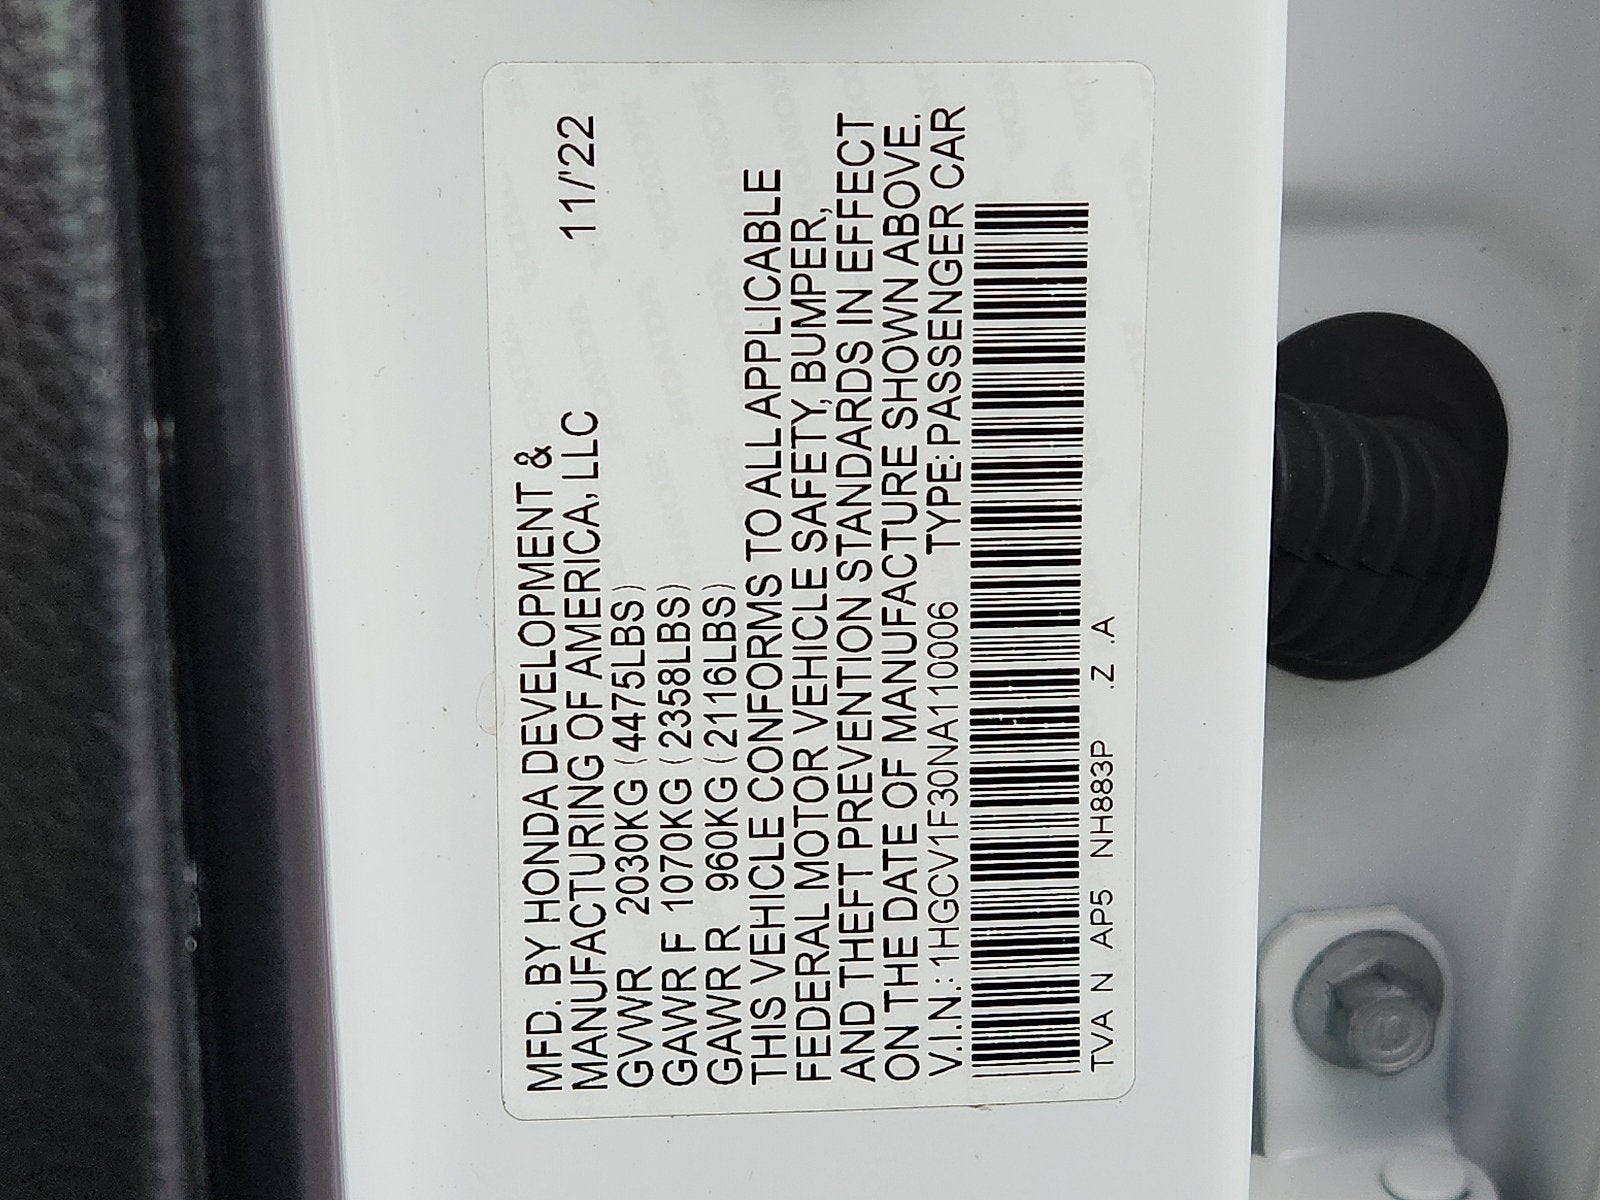 MFD. BY HONDA DEVELOPMENT &
MANUFACTURING OF AMERICA, LLC 11/'22
GVWR 2030KG (4475LBS)
GAWR F 1070KG (2358LBS)
GAWR R 960KG (2116LBS)
THIS VEHICLE CONFORMS TO ALL APPLICABLE
FEDERAL MOTOR VEHICLE SAFETY, BUMPER,
AND THEFT PREVENTION STANDARDS IN EFFECT
ON THE DATE OF MANUFACTURE SHOWN ABOVE.
V.I.N.: 1HGCV1F30NA110006 TYPE: PASSENGER CAR
TVA N AP5 NH883P .Z .A